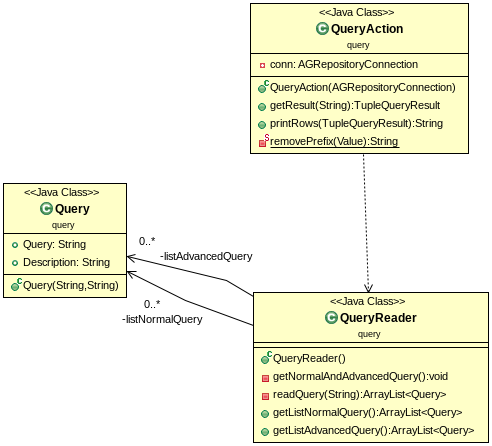 <<Java Class>>
QueryAction
query
conn: AGRepositoryConnection
QueryAction(AGRepositoryConnection)
getResult(String):TupleQueryResult
printRows(TupleQueryResult):String
removePrefix(Value):String
<<Java Class>>
Query
query
Query: String
Description: String
Query(String,String)
0..*
-listAdvancedQuery
0..*
-listNormalQuery
<<Java Class>>
QueryReader
query
QueryReader()
getNormalAndAdvancedQuery():void
readQuery(String):ArrayList<Query>
getListNormalQuery():ArrayList<Query>
getListAdvancedQuery():ArrayList<Query>